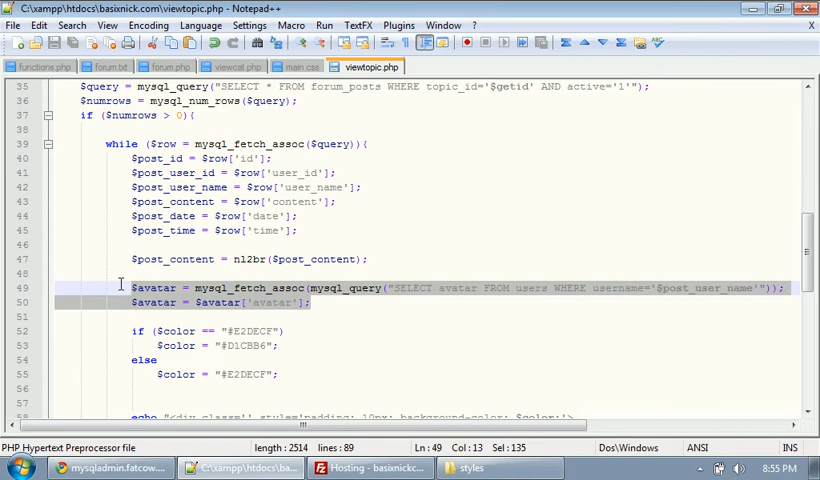 C:\xampp\htdocs\basixnick.com\viewtopic.php - Notepad++
File Edit Search View Encoding Language Settings Macro Run TextFX Plugins Window ? X
functions.php forum.txt forum.php viewcat.php main.css viewtopic.php
35 $query = mysql_query("SELECT * FROM forum_posts WHERE topic_id='$getid' AND active='1'");
36 $numrows = mysql_num_rows($query);
37 if ($numrows > 0){
38
39 while ($row = mysql_fetch_assoc($query)){
40 $post_id = $row['id'];
41 $post_user_id = $row['user_id'];
42 $post_user_name = $row['user_name'];
43 $post_content = $row['content'];
44 $post_date = $row['date'];
45 $post_time = $row['time'];
46
47 $post_content = nl2br($post_content);
48
49 $avatar = mysql_fetch_assoc(mysql_query("SELECT avatar FROM users WHERE username='$post_user_name'"));
50 $avatar = $avatar['avatar'];
51
52 if ($color == "#E2DECF")
53 $color = "#D1CBB6";
54 else
55 $color = "#E2DECF";
56
57
58 echo "<div class='' style='padding: 10px; background-color: $color;'>
PHP Hypertext Preprocessor file length : 2514 lines : 89 Ln : 49 Col : 13 Sel : 135 Dos\Windows ANSI INS
mysqladmin.fatcow.... C:\xampp\htdocs\ba... Hosting - basixnickc... styles 8:55 PM